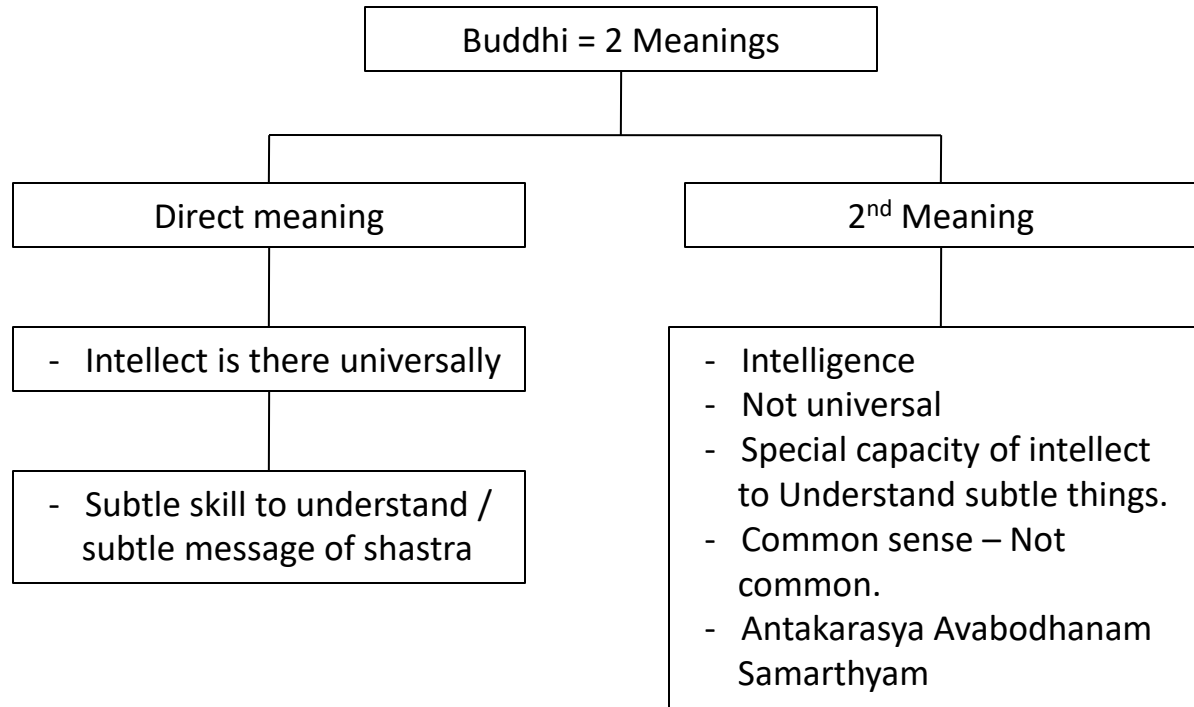 Buddhi = 2 Meanings
Direct meaning
2nd Meaning
- Intellect is there universally
- Subtle skill to understand /
subtle message of shastra
- Intelligence
- Not universal
- Special capacity of intellect
to Understand subtle things.
- Common sense – Not
common.
- Antakarasya Avabodhanam
Samarthyam